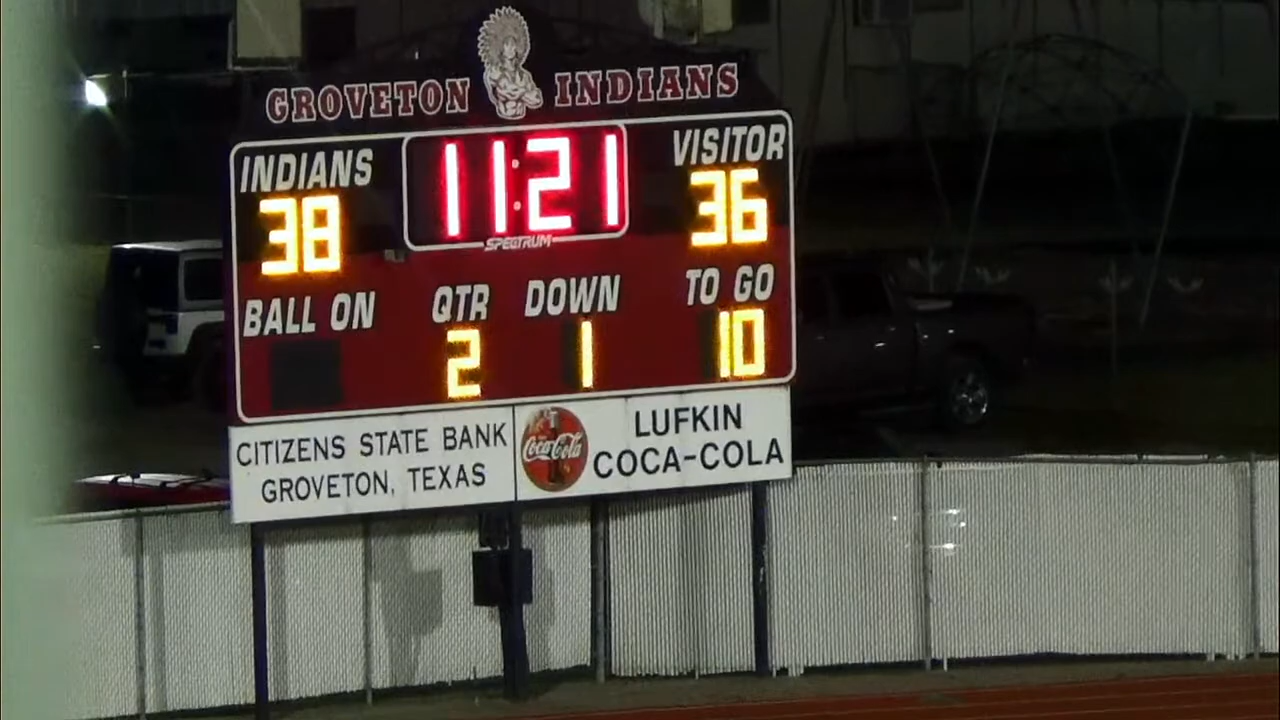 GROVETON INDIANS
INDIANS 11:21 VISITOR
38 36
SPECTRUM
BALL ON QTR DOWN TO GO
2 1 10
CITIZENS STATE BANK
GROVETON, TEXAS
Coca-Cola
LUFKIN
COCA-COLA